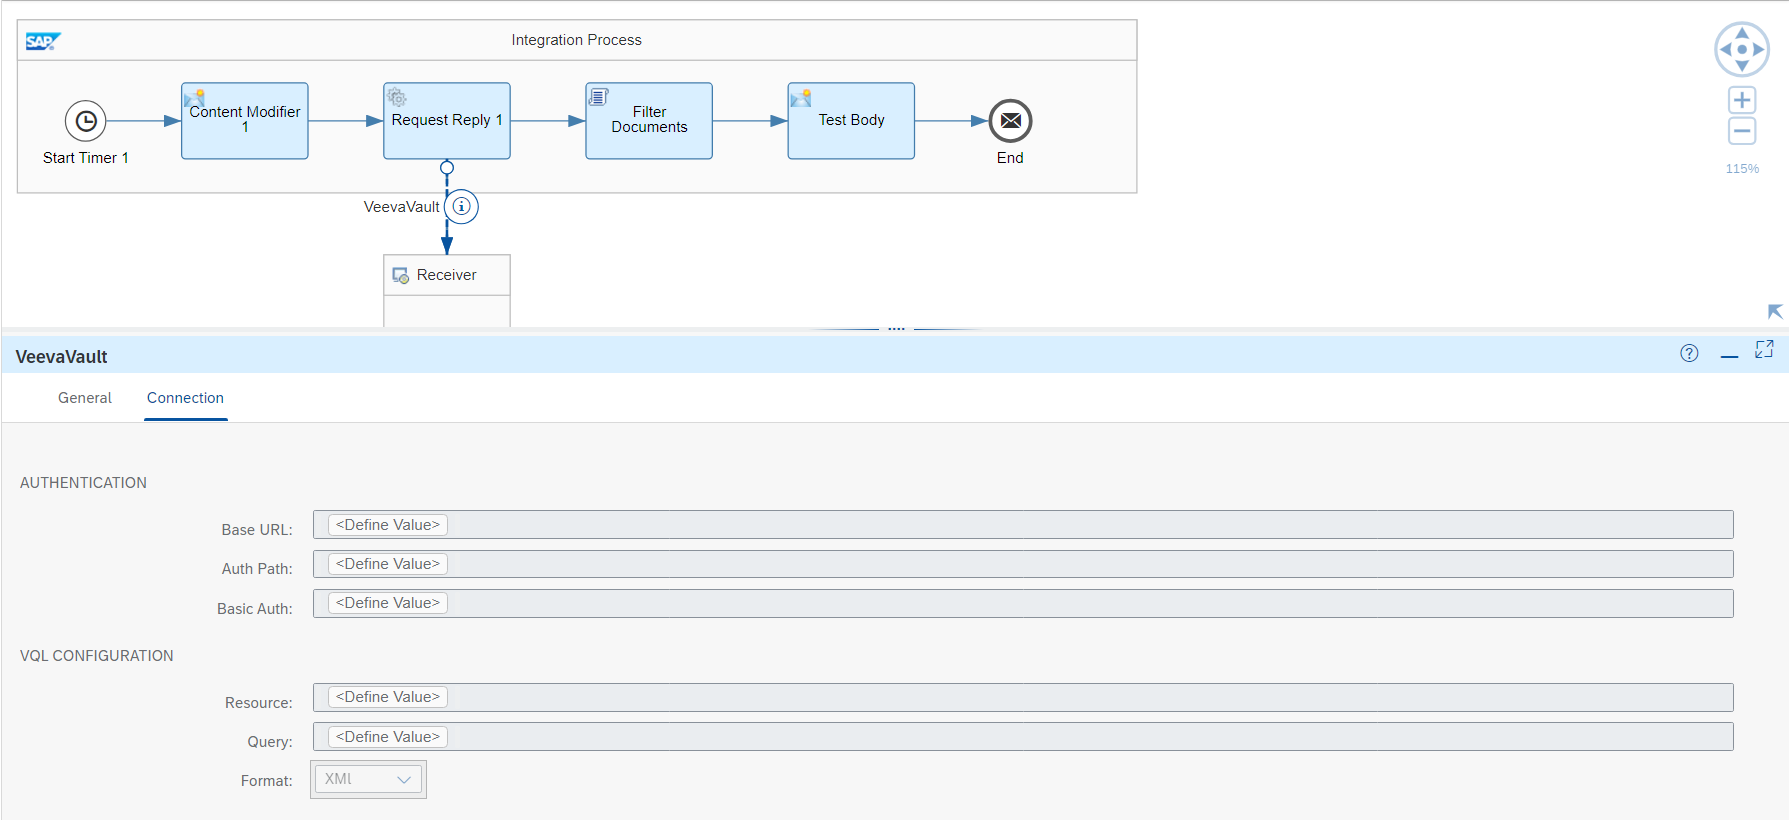 SAP
Integration Process
Content Modifier
1
Request Reply 1
Filter
Documents
Test Body
Start Timer 1
End
115%
VeevaVault
i
Receiver
VeevaVault
?
General
Connection
AUTHENTICATION
Base URL: <Define Value>
Auth Path: <Define Value>
Basic Auth: <Define Value>
VQL CONFIGURATION
Resource: <Define Value>
Query: <Define Value>
Format: XMl